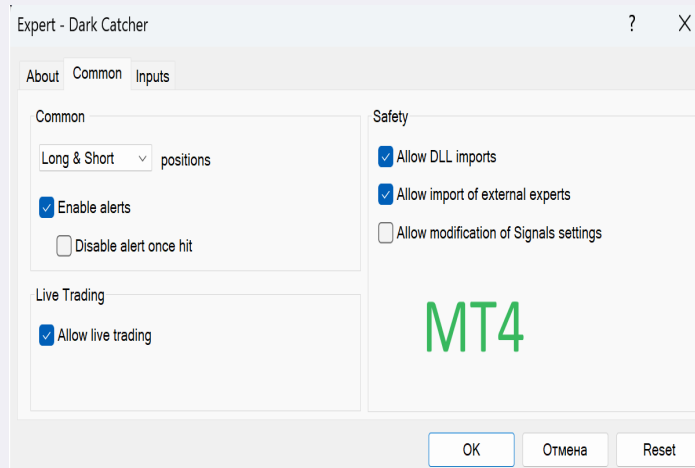 Expert - Dark Catcher ? X
About Common Inputs
Common
Long & Short positions
Enable alerts
Disable alert once hit
Live Trading
Allow live trading
Safety
Allow DLL imports
Allow import of external experts
Allow modification of Signals settings
MT4
OK Отмена Reset